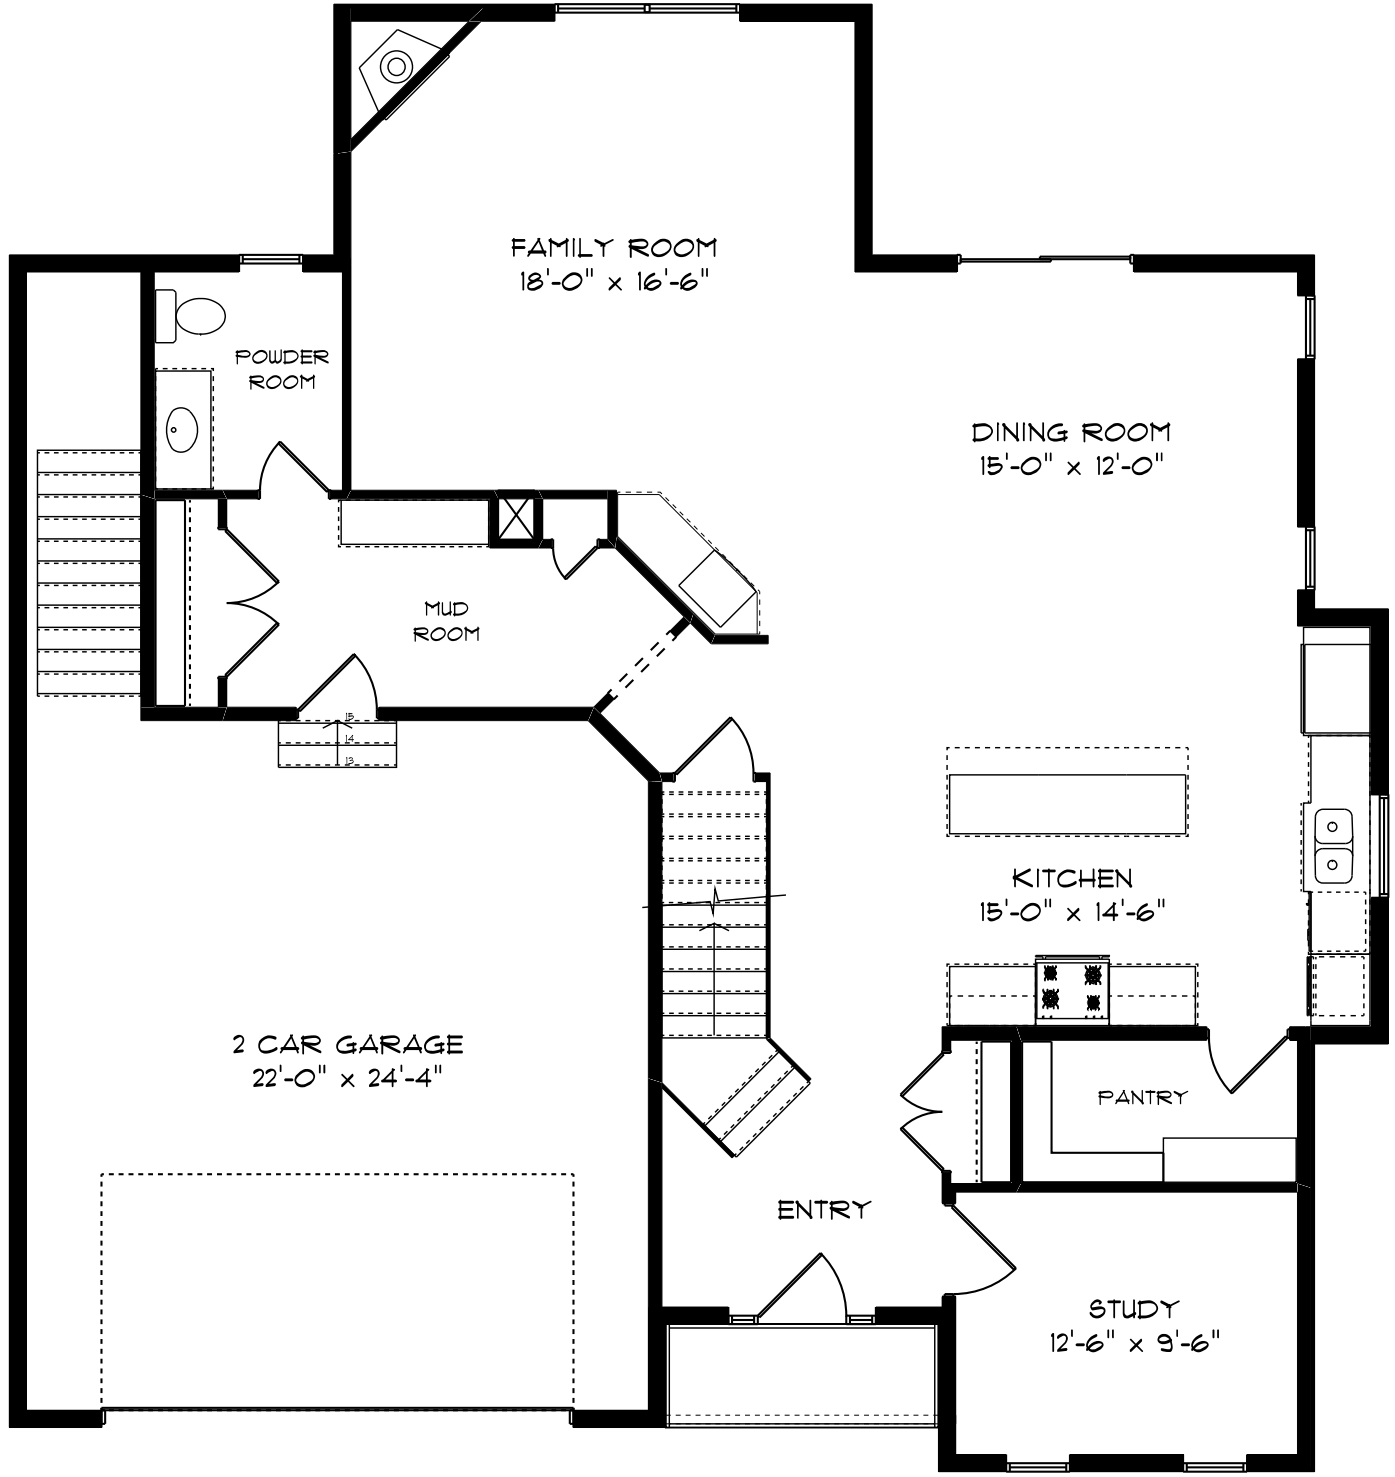 FAMILY ROOM
18'-0" x 16'-6"
POWDER
ROOM
DINING ROOM
15'-0" x 12'-0"
MUD
ROOM
15
14
13
KITCHEN
15'-0" x 14'-6"
2 CAR GARAGE
22'-0" x 24'-4"
PANTRY
ENTRY
STUDY
12'-6" x 9'-6"